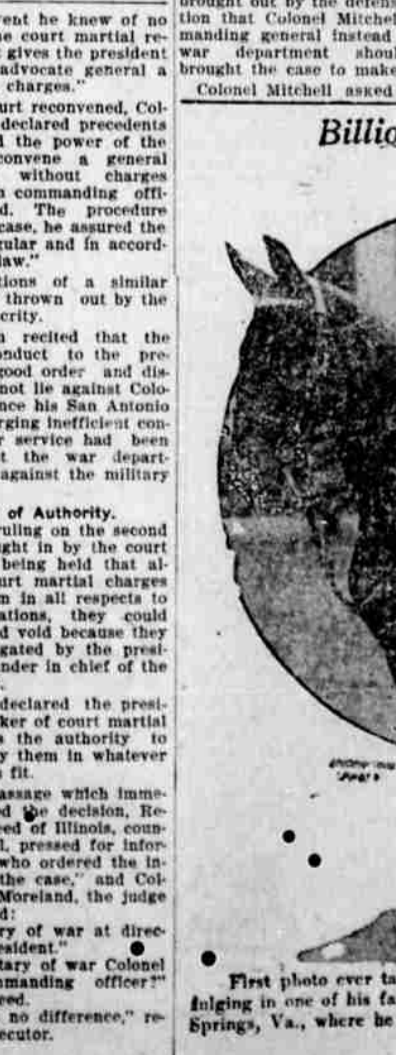 vent he knew of no
e court martial re-
gives the president
advocate general a
charges."
urt reconvened, Col-
declared precedents
d the power of the
convene a general
without charges
n commanding offi-
d. The procedure
case, he assured the
gular and in accord-
law."
tions of a similar
thrown out by the
crity.
n recited that the
onduct to the pre-
good order and dis-
not lie against Colo-
nce his San Antonio
rging inefficient con-
r service had been
t the war depart-
against the military
of Authority.
ruling on the second
ght in by the court
being held that al-
urt martial charges
m in all respects to
ations, they could
d void because they
gated by the presi-
nder in chief of the
declared the presi-
ker of court martial
s the authority to
y them in whatever
s fit.
assage which imme-
ed the decision, Re-
eed of Illinois, coun-
l, pressed for infor-
who ordered the in-
the case," and Col-
Moreland, the judge
d:
ry of war at direc-
esident."
tary of war Colonel
mmanding officer?"
eed.
no difference," re-
ecutor.
brought out by the defens
tion that Colonel Mitchel
manding general instead
war department shoul
brought the case to make
Colonel Mitchell asked
Billio
First photo ever ta
dulging in one of his fa
Springs, Va., where he